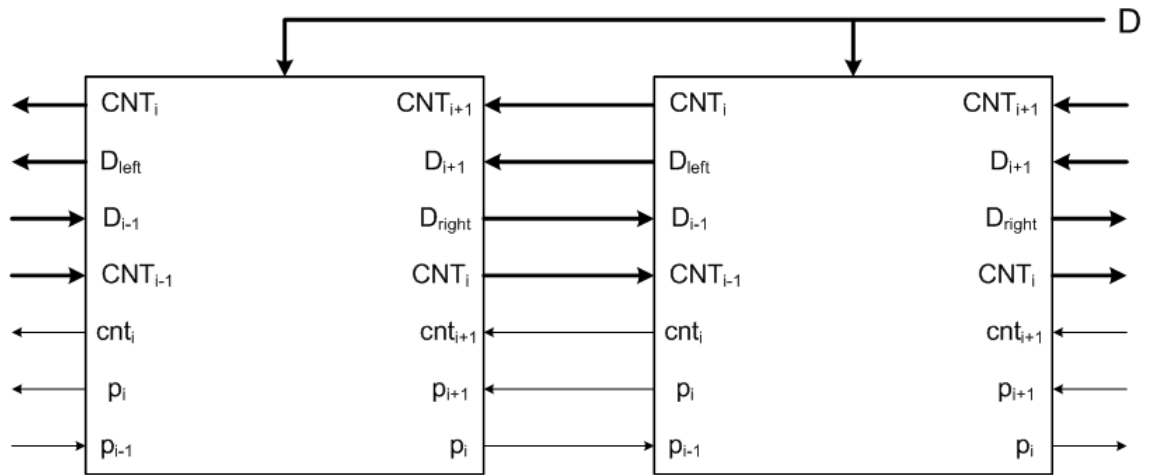 D
CNTi CNTi+1 CNTi CNTi+1
Dleft Di+1 Dleft Di+1
Di-1 Dright Di-1 Dright
CNTi-1 CNTi CNTi-1 CNTi
cnti cnti+1 cnti cnti+1
pi pi+1 pi pi+1
pi-1 pi pi-1 pi